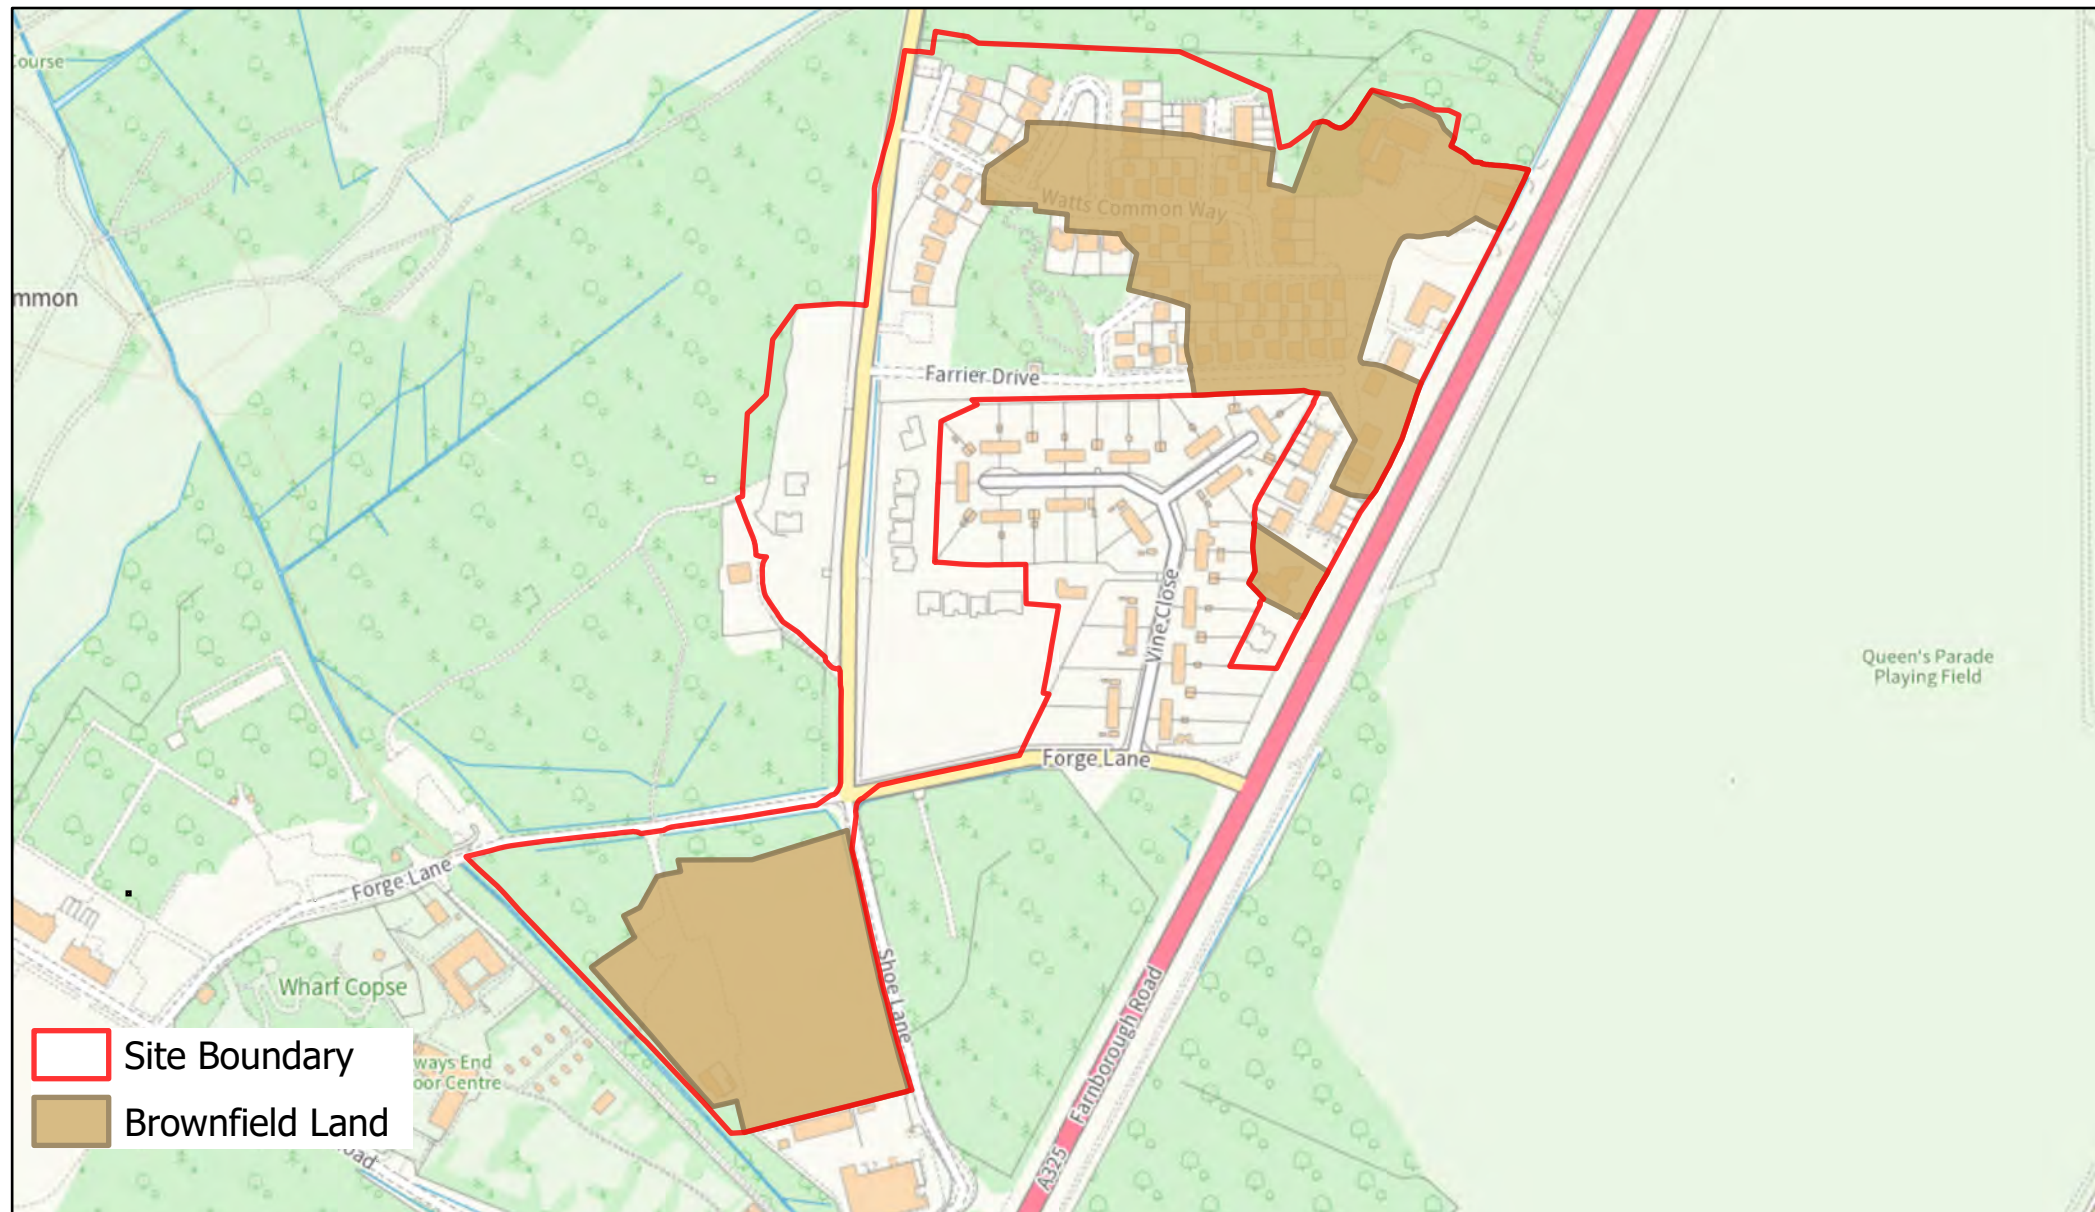 Course
mmon
Watts Common Way
Farrier Drive
Vine Close
Queen's Parade
Playing Field
Forge Lane
Forge Lane
Shoe Lane
Wharf Copse
ways End
oor Centre
A325 Farnborough Road
oad
Site Boundary
Brownfield Land